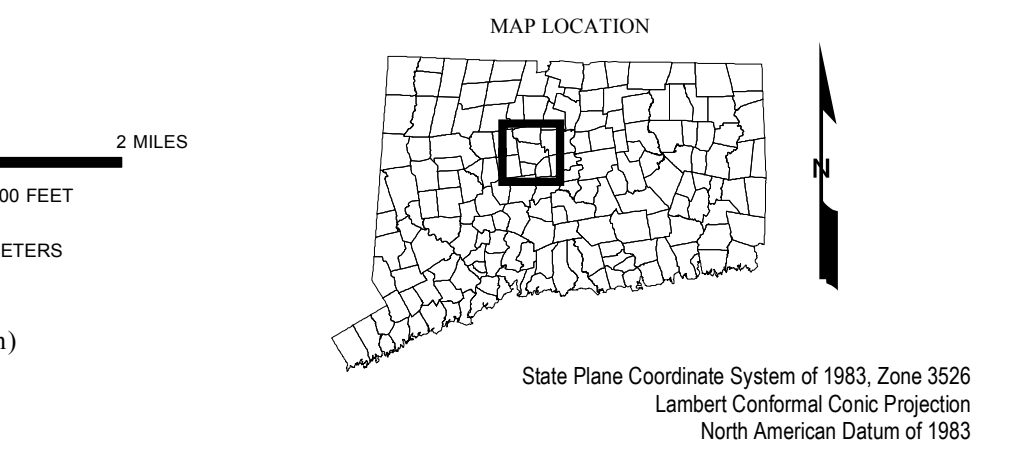 MAP LOCATION
2 MILES
00 FEET
ETERS
n)
N
State Plane Coordinate System of 1983, Zone 3526
Lambert Conformal Conic Projection
North American Datum of 1983